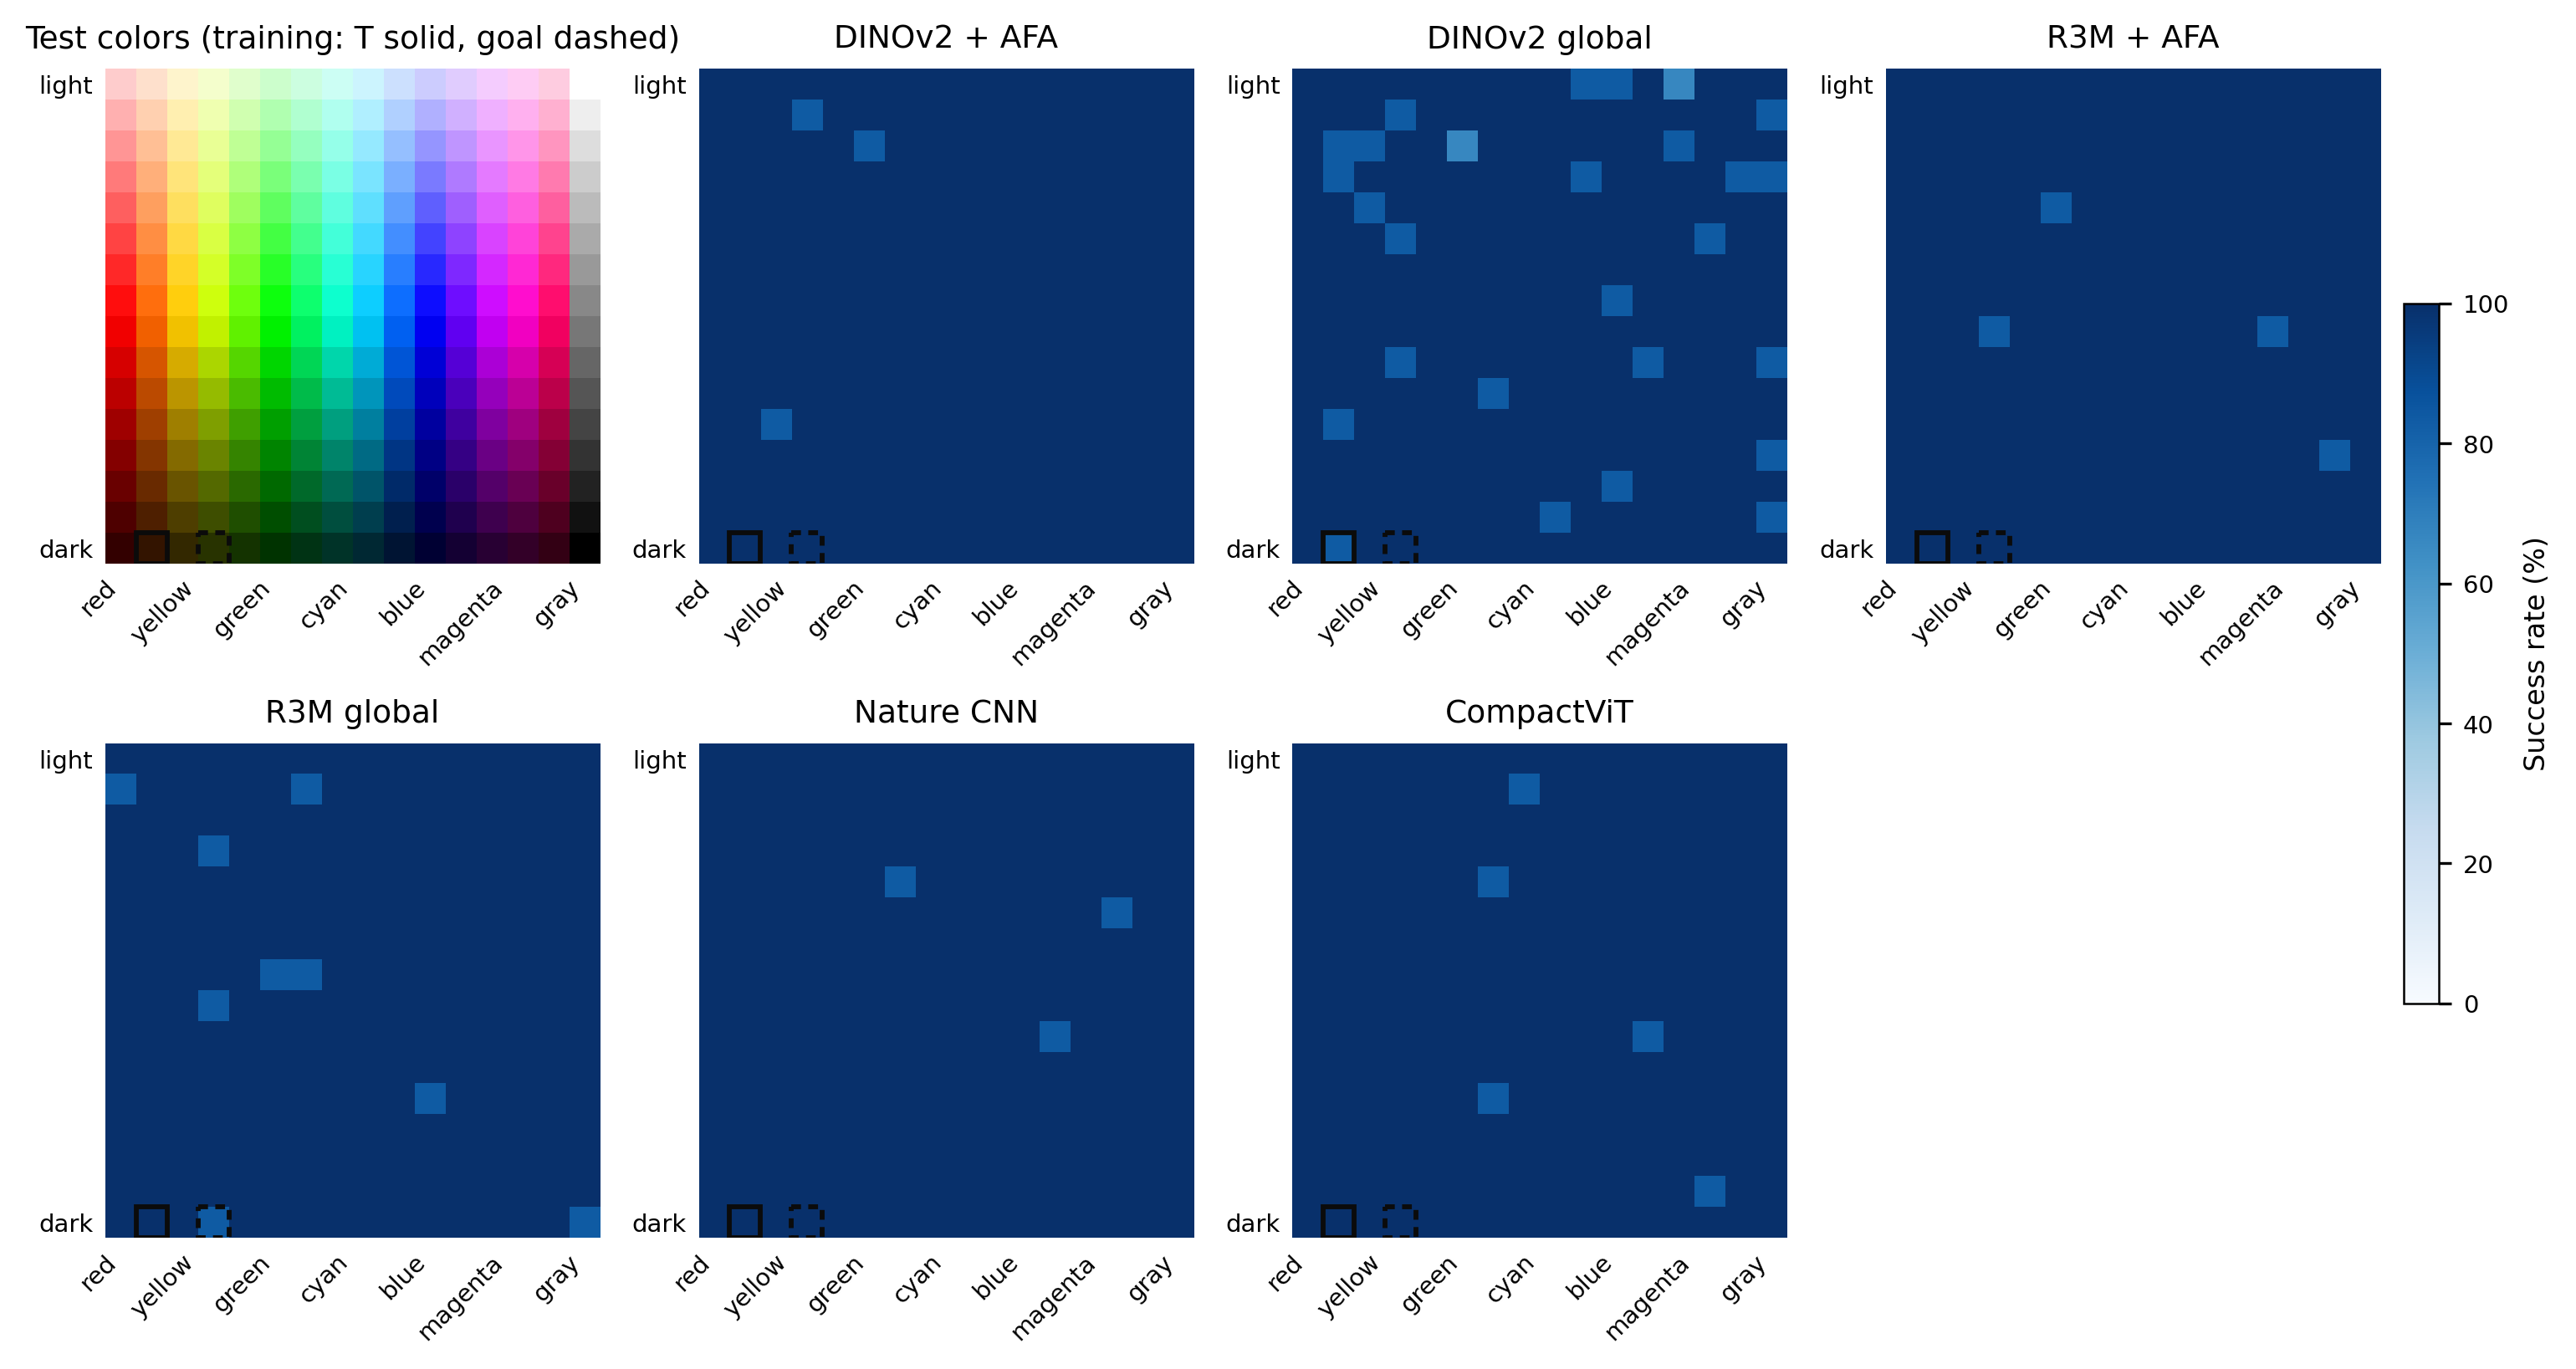 Test colors (training: T solid, goal dashed)
DINOv2 + AFA
DINOv2 global
R3M + AFA
light
light
light
light
dark
dark
dark
dark
red
yellow
green
cyan
blue
magenta
gray
red
yellow
green
cyan
blue
magenta
gray
red
yellow
green
cyan
blue
magenta
gray
red
yellow
green
cyan
blue
magenta
gray
R3M global
Nature CNN
CompactViT
light
light
light
dark
dark
dark
red
yellow
green
cyan
blue
magenta
gray
red
yellow
green
cyan
blue
magenta
gray
red
yellow
green
cyan
blue
magenta
gray
100
80
60
40
20
0
Success rate (%)